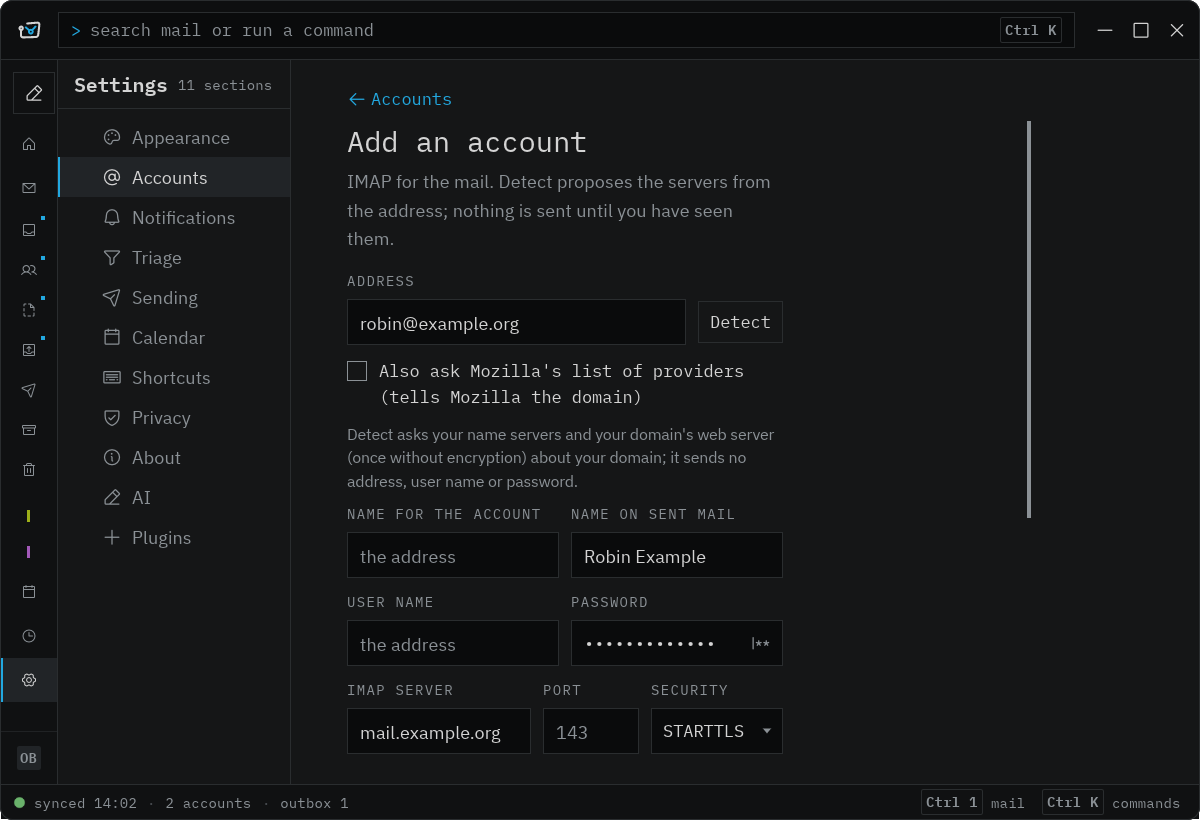 > search mail or run a command Ctrl K
Settings 11 sections
Appearance
Accounts
Notifications
Triage
Sending
Calendar
Shortcuts
Privacy
About
AI
Plugins
OB
← Accounts
Add an account
IMAP for the mail. Detect proposes the servers from
the address; nothing is sent until you have seen
them.
ADDRESS
robin@example.org Detect
Also ask Mozilla's list of providers
(tells Mozilla the domain)
Detect asks your name servers and your domain's web server
(once without encryption) about your domain; it sends no
address, user name or password.
NAME FOR THE ACCOUNT NAME ON SENT MAIL
the address Robin Example
USER NAME PASSWORD
the address ••••••••••••• |**
IMAP SERVER PORT SECURITY
mail.example.org 143 STARTTLS
synced 14:02 · 2 accounts · outbox 1 Ctrl 1 mail Ctrl K commands